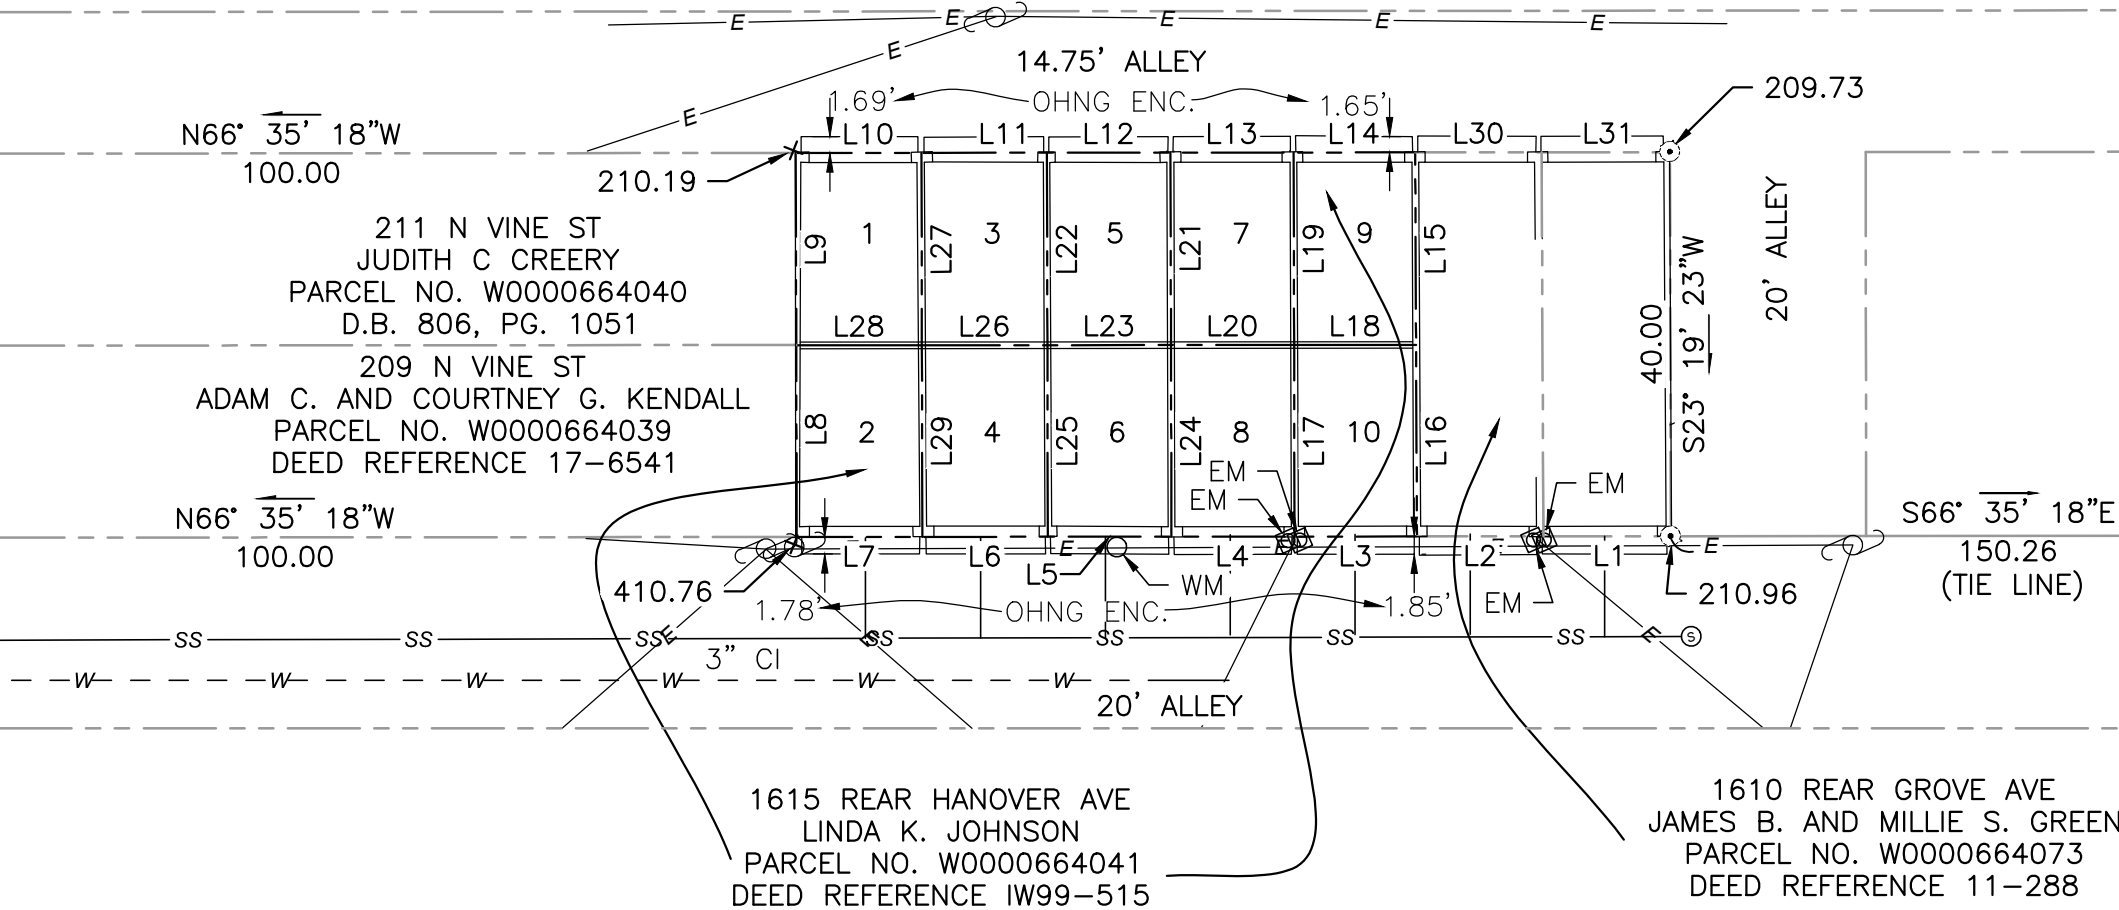 E E E E E
E
E
14.75' ALLEY
1.69' OHNG ENC. 1.65'
209.73
N66° 35' 18"W
100.00
L10 L11 L12 L13 L14 L30 L31
210.19
211 N VINE ST
JUDITH C CREERY
PARCEL NO. W0000664040
D.B. 806, PG. 1051
L9 1 L27 3 L22 5 L21 7 L19 9 L15
L28 L26 L23 L20 L18
40.00
S23° 19' 23"W
20' ALLEY
209 N VINE ST
ADAM C. AND COURTNEY G. KENDALL
PARCEL NO. W0000664039
DEED REFERENCE 17-6541
L8 2 L29 4 L25 6 L24 8 L17 10 L16
EM
EM
EM
N66° 35' 18"W
100.00
S66° 35' 18"E
150.26
(TIE LINE)
L7 L6 E L4 L3 L2 L1 E
L5
WM
EM
410.76
210.96
1.78' OHNG ENC. 1.85'
SS SS SS E E SS SS SS SS E S
3" CI
W W W W W W
20' ALLEY
1615 REAR HANOVER AVE
LINDA K. JOHNSON
PARCEL NO. W0000664041
DEED REFERENCE IW99-515
1610 REAR GROVE AVE
JAMES B. AND MILLIE S. GREEN
PARCEL NO. W0000664073
DEED REFERENCE 11-288